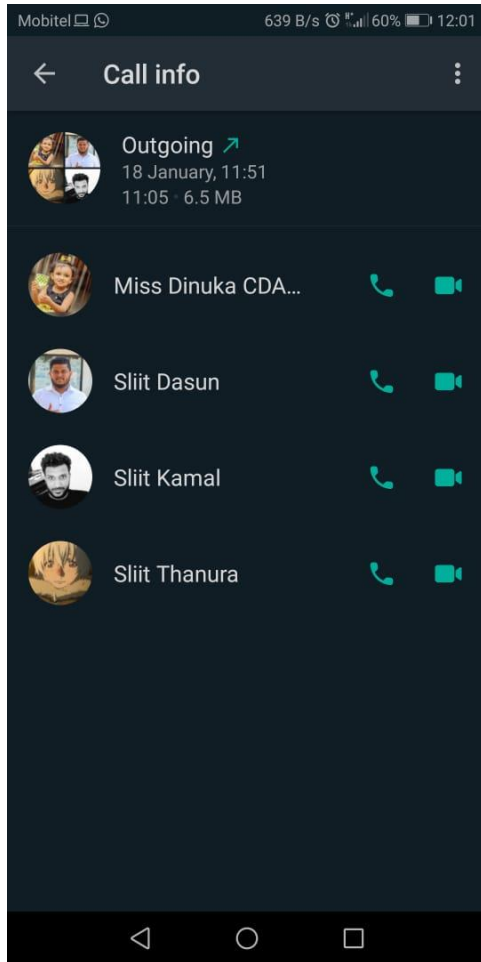 Mobitel 639 B/s 60% 12:01
Call info
Outgoing
18 January, 11:51
11:05 · 6.5 MB
Miss Dinuka CDA...
Sliit Dasun
Sliit Kamal
Sliit Thanura